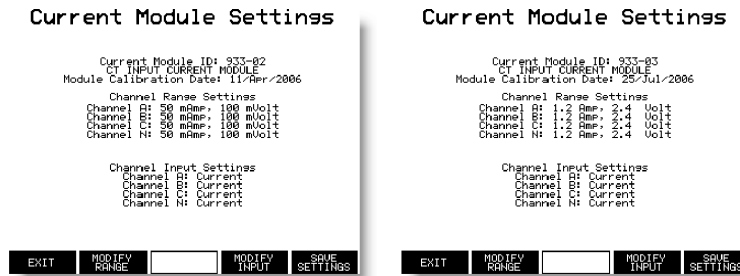 Current Module Settings
Current Module ID: 933-02
CT INPUT CURRENT MODULE
Module Calibration Date: 11/Apr/2006
Channel Range Settings
Channel A: 50 mAmp, 100 mVolt
Channel B: 50 mAmp, 100 mVolt
Channel C: 50 mAmp, 100 mVolt
Channel N: 50 mAmp, 100 mVolt
Channel Input Settings
Channel A: Current
Channel B: Current
Channel C: Current
Channel N: Current
EXIT
MODIFY RANGE
MODIFY INPUT
SAVE SETTINGS
Current Module Settings
Current Module ID: 933-03
CT INPUT CURRENT MODULE
Module Calibration Date: 25/Jul/2006
Channel Range Settings
Channel A: 1.2 Amp, 2.4 Volt
Channel B: 1.2 Amp, 2.4 Volt
Channel C: 1.2 Amp, 2.4 Volt
Channel N: 1.2 Amp, 2.4 Volt
Channel Input Settings
Channel A: Current
Channel B: Current
Channel C: Current
Channel N: Current
EXIT
MODIFY RANGE
MODIFY INPUT
SAVE SETTINGS